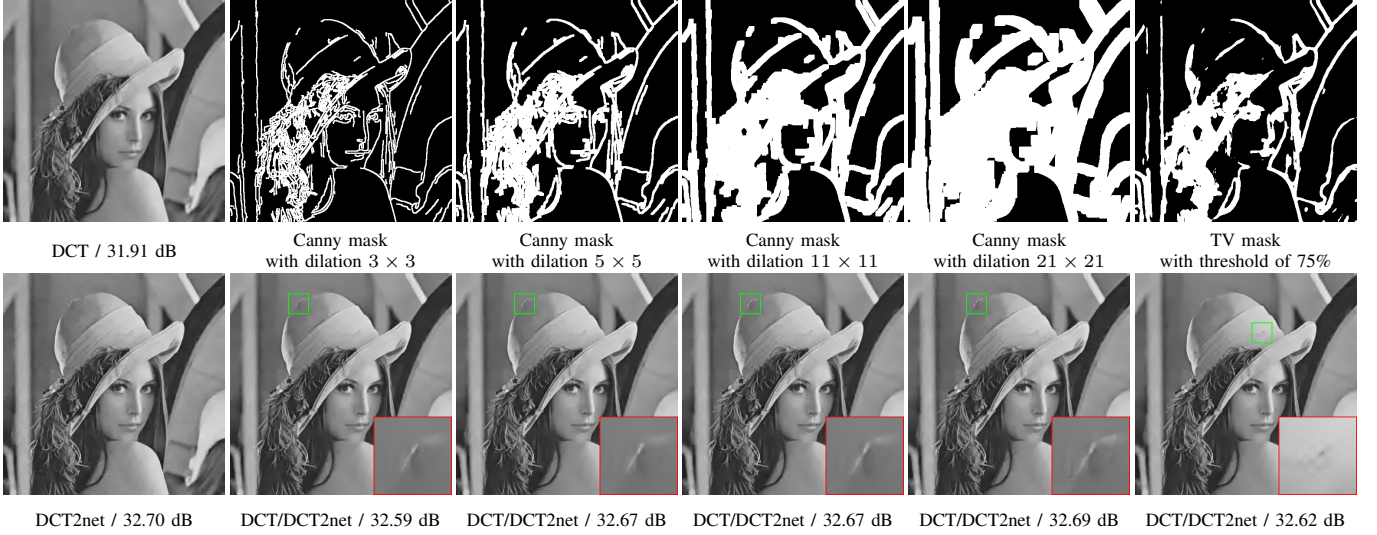 DCT / 31.91 dB
Canny mask
with dilation 3 × 3
Canny mask
with dilation 5 × 5
Canny mask
with dilation 11 × 11
Canny mask
with dilation 21 × 21
TV mask
with threshold of 75%
DCT2net / 32.70 dB
DCT/DCT2net / 32.59 dB
DCT/DCT2net / 32.67 dB
DCT/DCT2net / 32.67 dB
DCT/DCT2net / 32.69 dB
DCT/DCT2net / 32.62 dB